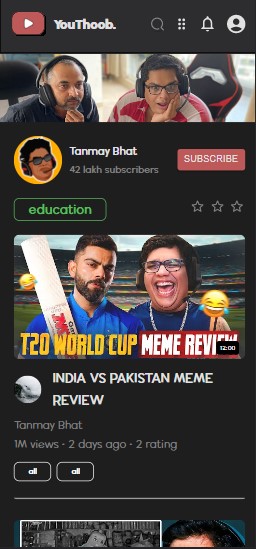 YouThoob.
Tanmay Bhat
42 lakh subscribers
SUBSCRIBE
education
T20 WORLD CUP MEME REVIEW
12:00
INDIA VS PAKISTAN MEME
REVIEW
Tanmay Bhat
1M views • 2 days ago • 2 rating
all all